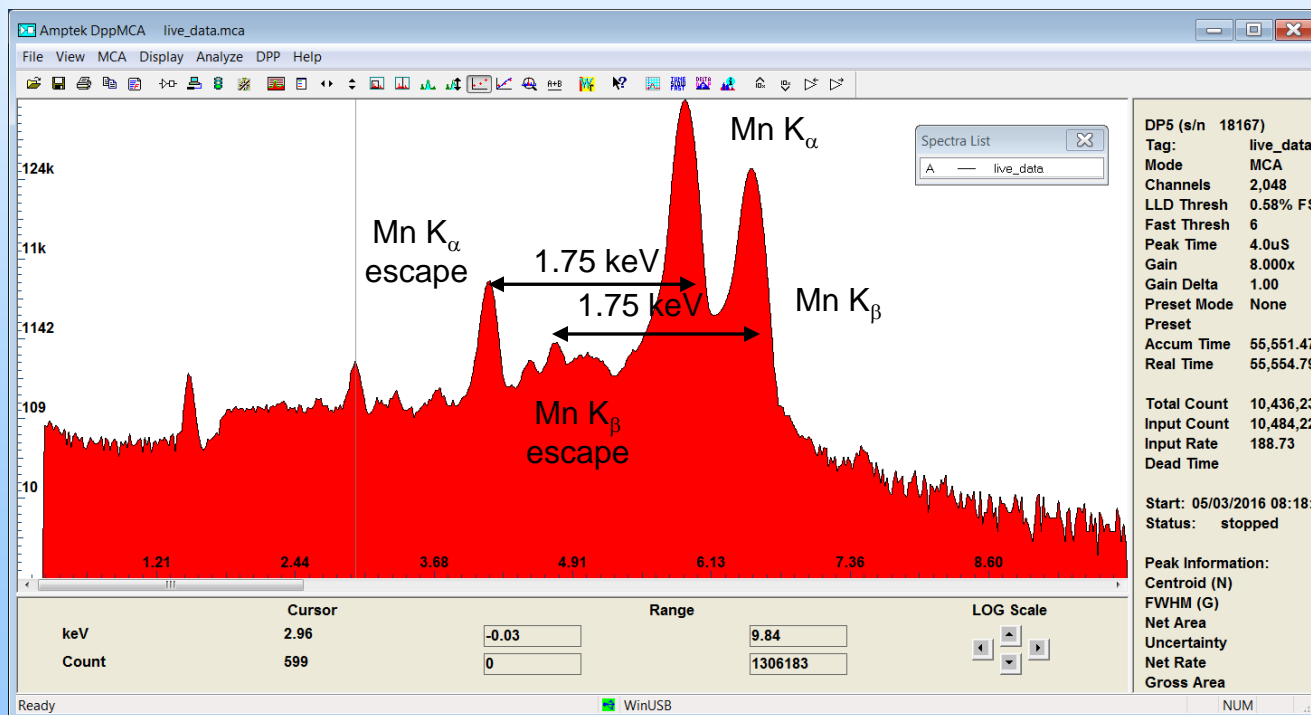 Amptek DppMCA live_data.mca
File View MCA Display Analyze DPP Help
Spectra List
A — live_data
124k
11k
1142
109
10
Mn Kα
Mn Kα
escape
1.75 keV
1.75 keV
Mn Kβ
Mn Kβ
escape
1.21 2.44 3.68 4.91 6.13 7.36 8.60
DP5 (s/n 18167)
Tag: live_data
Mode MCA
Channels 2,048
LLD Thresh 0.58% FS
Fast Thresh 6
Peak Time 4.0uS
Gain 8.000x
Gain Delta 1.00
Preset Mode None
Preset
Accum Time 55,551.47
Real Time 55,554.79
Total Count 10,436,23
Input Count 10,484,22
Input Rate 188.73
Dead Time
Start: 05/03/2016 08:18:
Status: stopped
Peak Information:
Centroid (N)
FWHM (G)
Net Area
Uncertainty
Net Rate
Gross Area
Cursor Range LOG Scale
keV 2.96 -0.03 9.84
Count 599 0 1306183
Ready WinUSB NUM